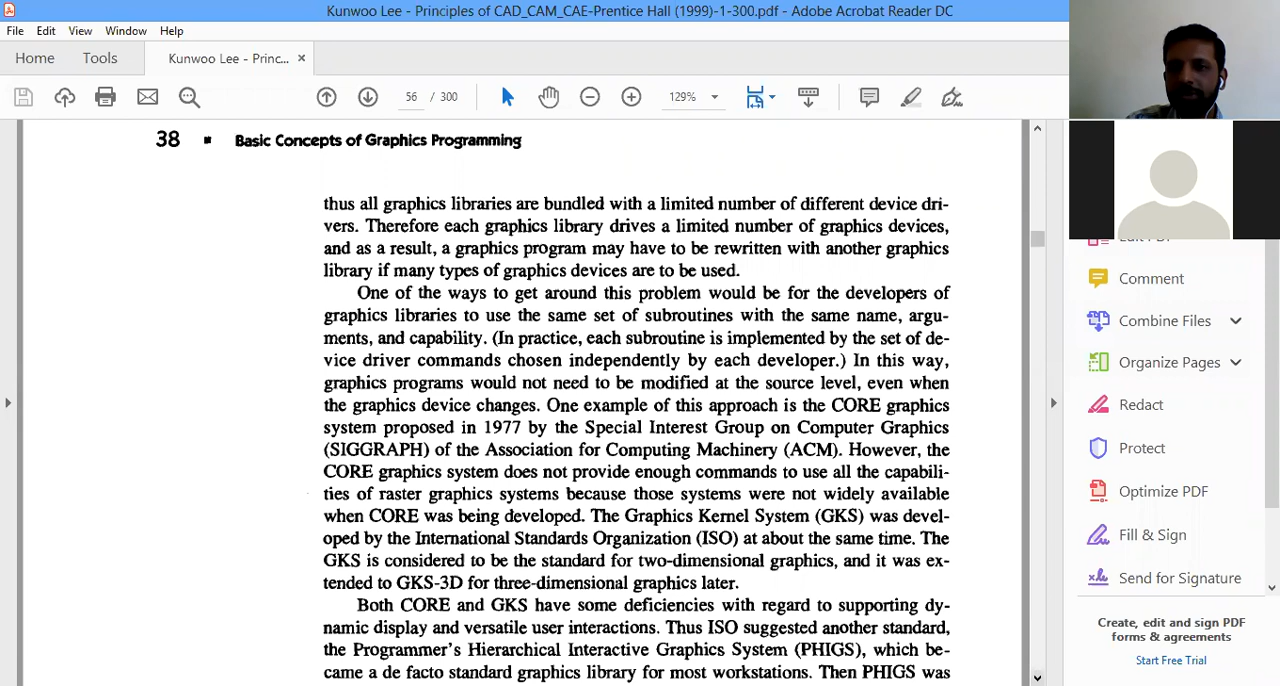 Kunwoo Lee - Principles of CAD_CAM_CAE-Prentice Hall (1999)-1-300.pdf - Adobe Acrobat Reader DC
File Edit View Window Help
Home Tools Kunwoo Lee - Princ... ×
56 / 300 129%
38 ■ Basic Concepts of Graphics Programming
thus all graphics libraries are bundled with a limited number of different device dri-
vers. Therefore each graphics library drives a limited number of graphics devices,
and as a result, a graphics program may have to be rewritten with another graphics
library if many types of graphics devices are to be used.
One of the ways to get around this problem would be for the developers of
graphics libraries to use the same set of subroutines with the same name, argu-
ments, and capability. (In practice, each subroutine is implemented by the set of de-
vice driver commands chosen independently by each developer.) In this way,
graphics programs would not need to be modified at the source level, even when
the graphics device changes. One example of this approach is the CORE graphics
system proposed in 1977 by the Special Interest Group on Computer Graphics
(SIGGRAPH) of the Association for Computing Machinery (ACM). However, the
CORE graphics system does not provide enough commands to use all the capabili-
ties of raster graphics systems because those systems were not widely available
when CORE was being developed. The Graphics Kernel System (GKS) was devel-
oped by the International Standards Organization (ISO) at about the same time. The
GKS is considered to be the standard for two-dimensional graphics, and it was ex-
tended to GKS-3D for three-dimensional graphics later.
Both CORE and GKS have some deficiencies with regard to supporting dy-
namic display and versatile user interactions. Thus ISO suggested another standard,
the Programmer's Hierarchical Interactive Graphics System (PHIGS), which be-
came a de facto standard graphics library for most workstations. Then PHIGS was
Comment
Combine Files
Organize Pages
Redact
Protect
Optimize PDF
Fill & Sign
Send for Signature
Create, edit and sign PDF
forms & agreements
Start Free Trial